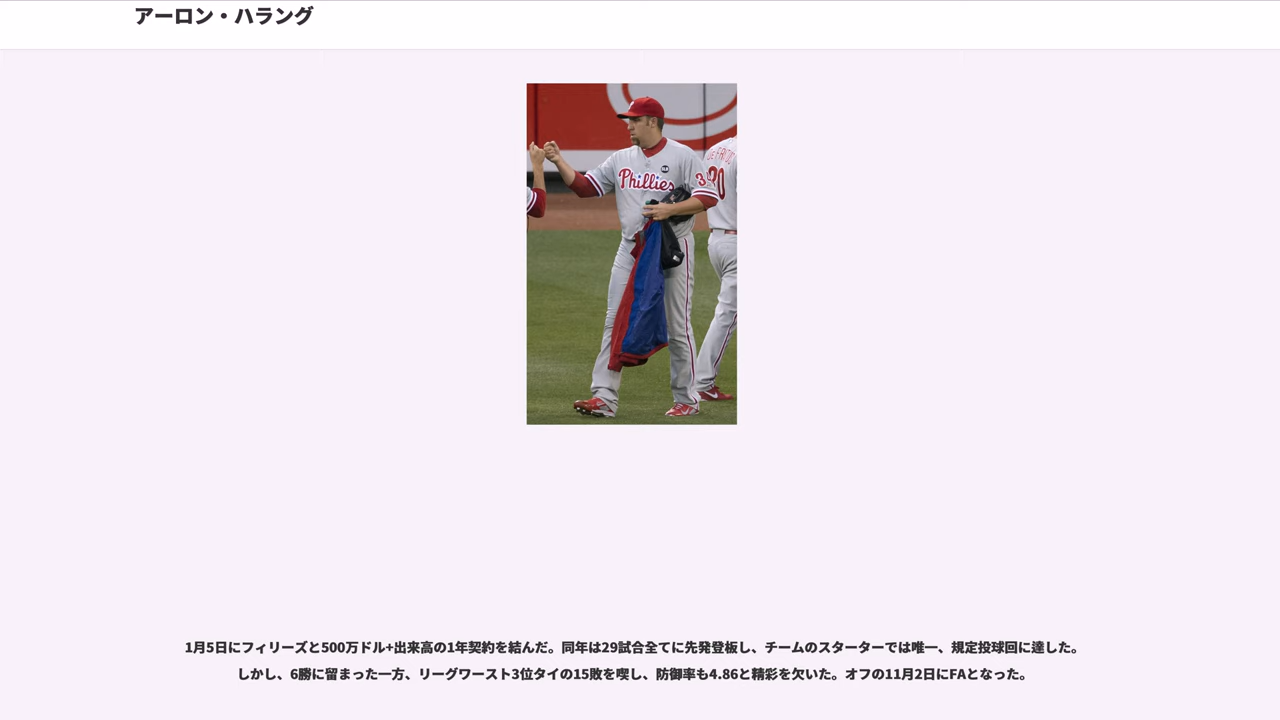 アーロン・ハラング
Phillies
1月5日にフィリーズと500万ドル+出来高の1年契約を結んだ。同年は29試合全てに先発登板し、チームのスターターでは唯一、規定投球回に達した。
しかし、6勝に留まった一方、リーグワースト3位タイの15敗を喫し、防御率も4.86と精彩を欠いた。オフの11月2日にFAとなった。